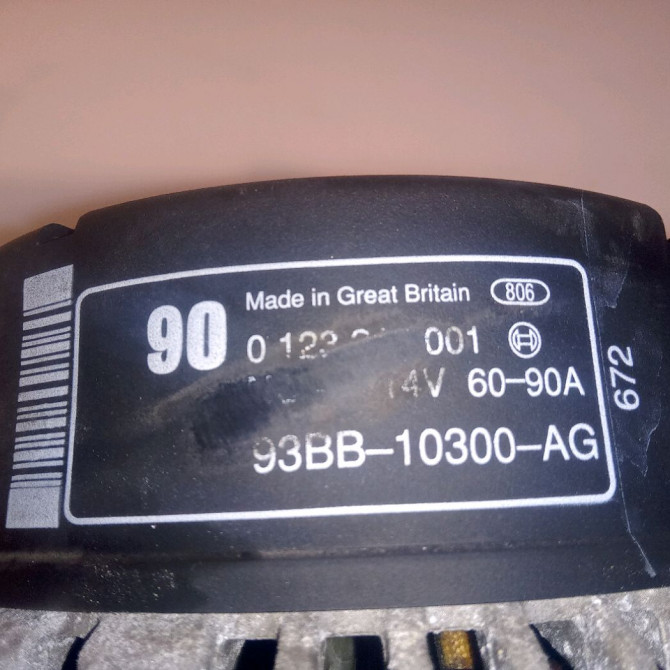 90
Made in Great Britain 806
0 123 001
14V 60-90A
93BB-10300-AG
672